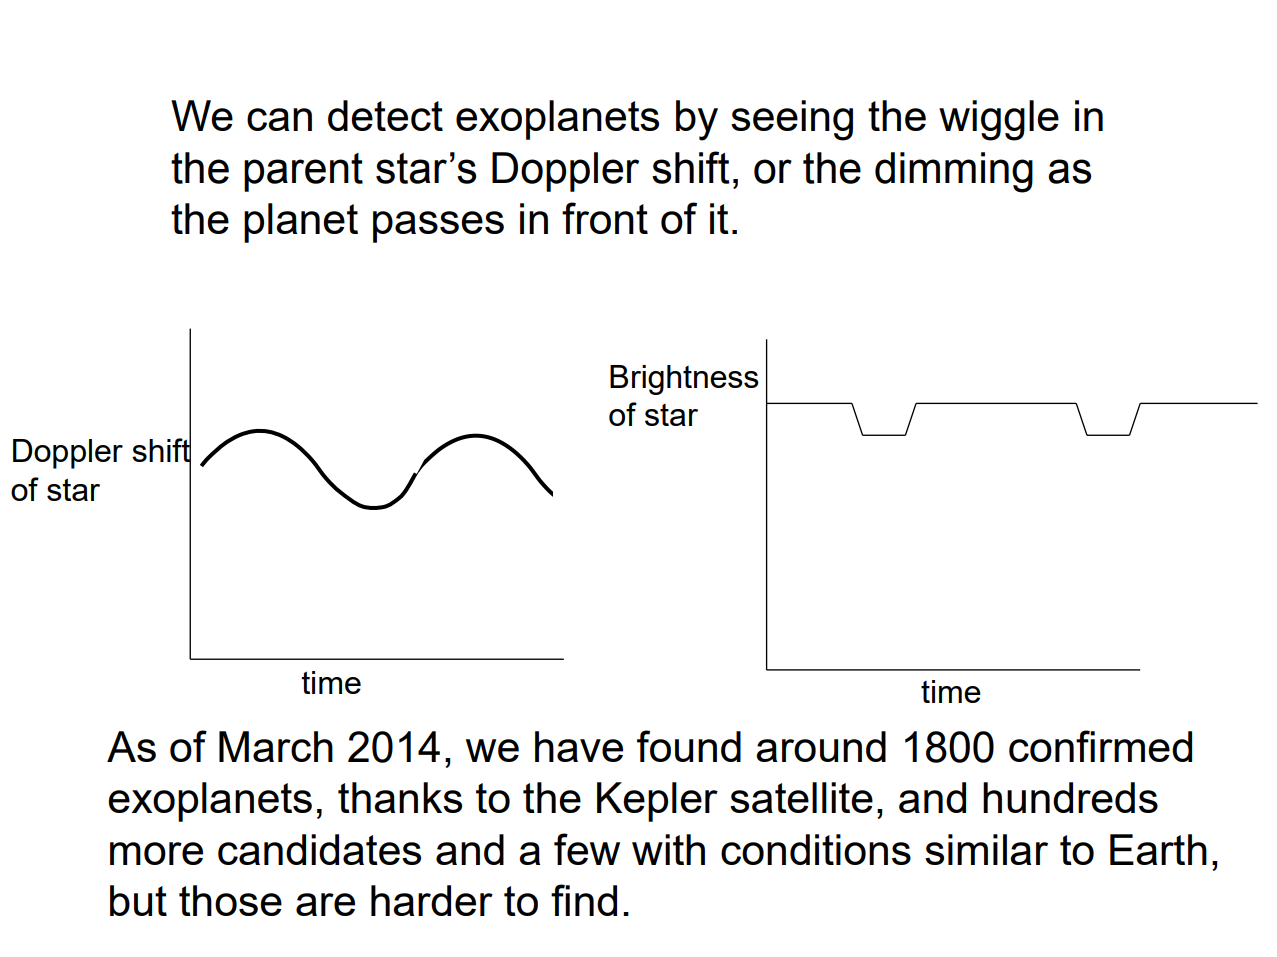 We can detect exoplanets by seeing the wiggle in
the parent star’s Doppler shift, or the dimming as
the planet passes in front of it.
Doppler shift
of star
time
Brightness
of star
time
As of March 2014, we have found around 1800 confirmed
exoplanets, thanks to the Kepler satellite, and hundreds
more candidates and a few with conditions similar to Earth,
but those are harder to find.